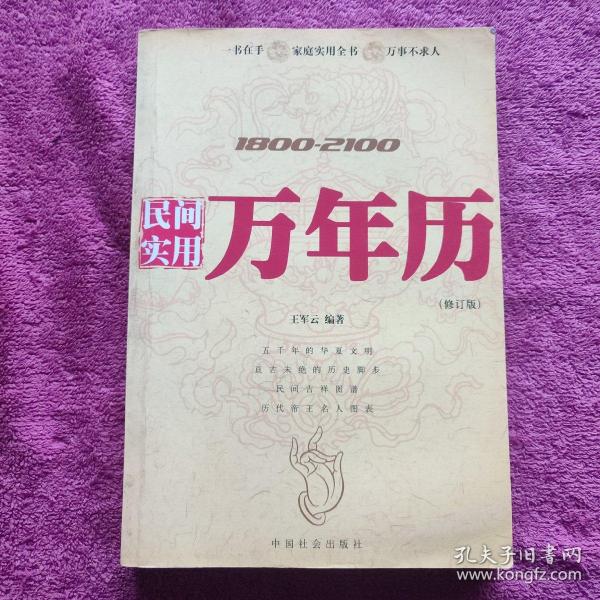 一书在手 家庭实用全书 万事不求人
1800-2100
民间
实用
万年历
(修订版)
王军云 编著
五千年的华夏文明
亘古未绝的历史脚步
民间吉祥图谱
历代帝王名人图表
中国社会出版社
孔夫子旧书网
www.kongfz.com